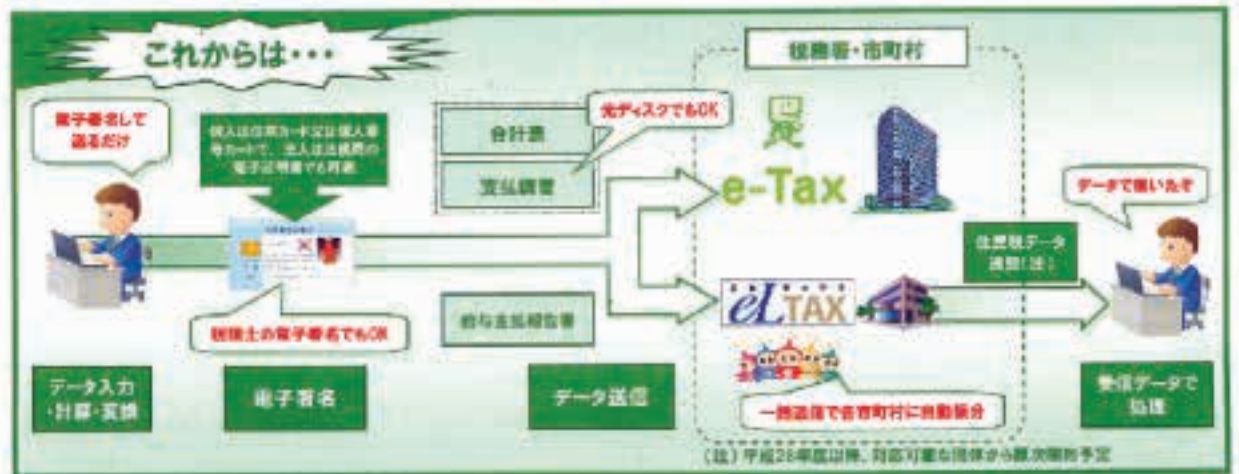 これからは・・・
税務署・市町村
電子署名して
送るだけ
個人は住基カード又は個人番
号カードで、法人は法務局の
電子証明書でも可能
合計表
支払調書
光ディスクでもOK
e-Tax
データで届いたぞ
住民税データ
eLTAX
給与支払報告書
税理士の電子署名でもOK
データ入力
・計算・変換
電子署名
データ送信
一括送信で各市町村に自動振分
受信データで
処理
(注)平成28年度以降、対応可能な団体から順次開始予定